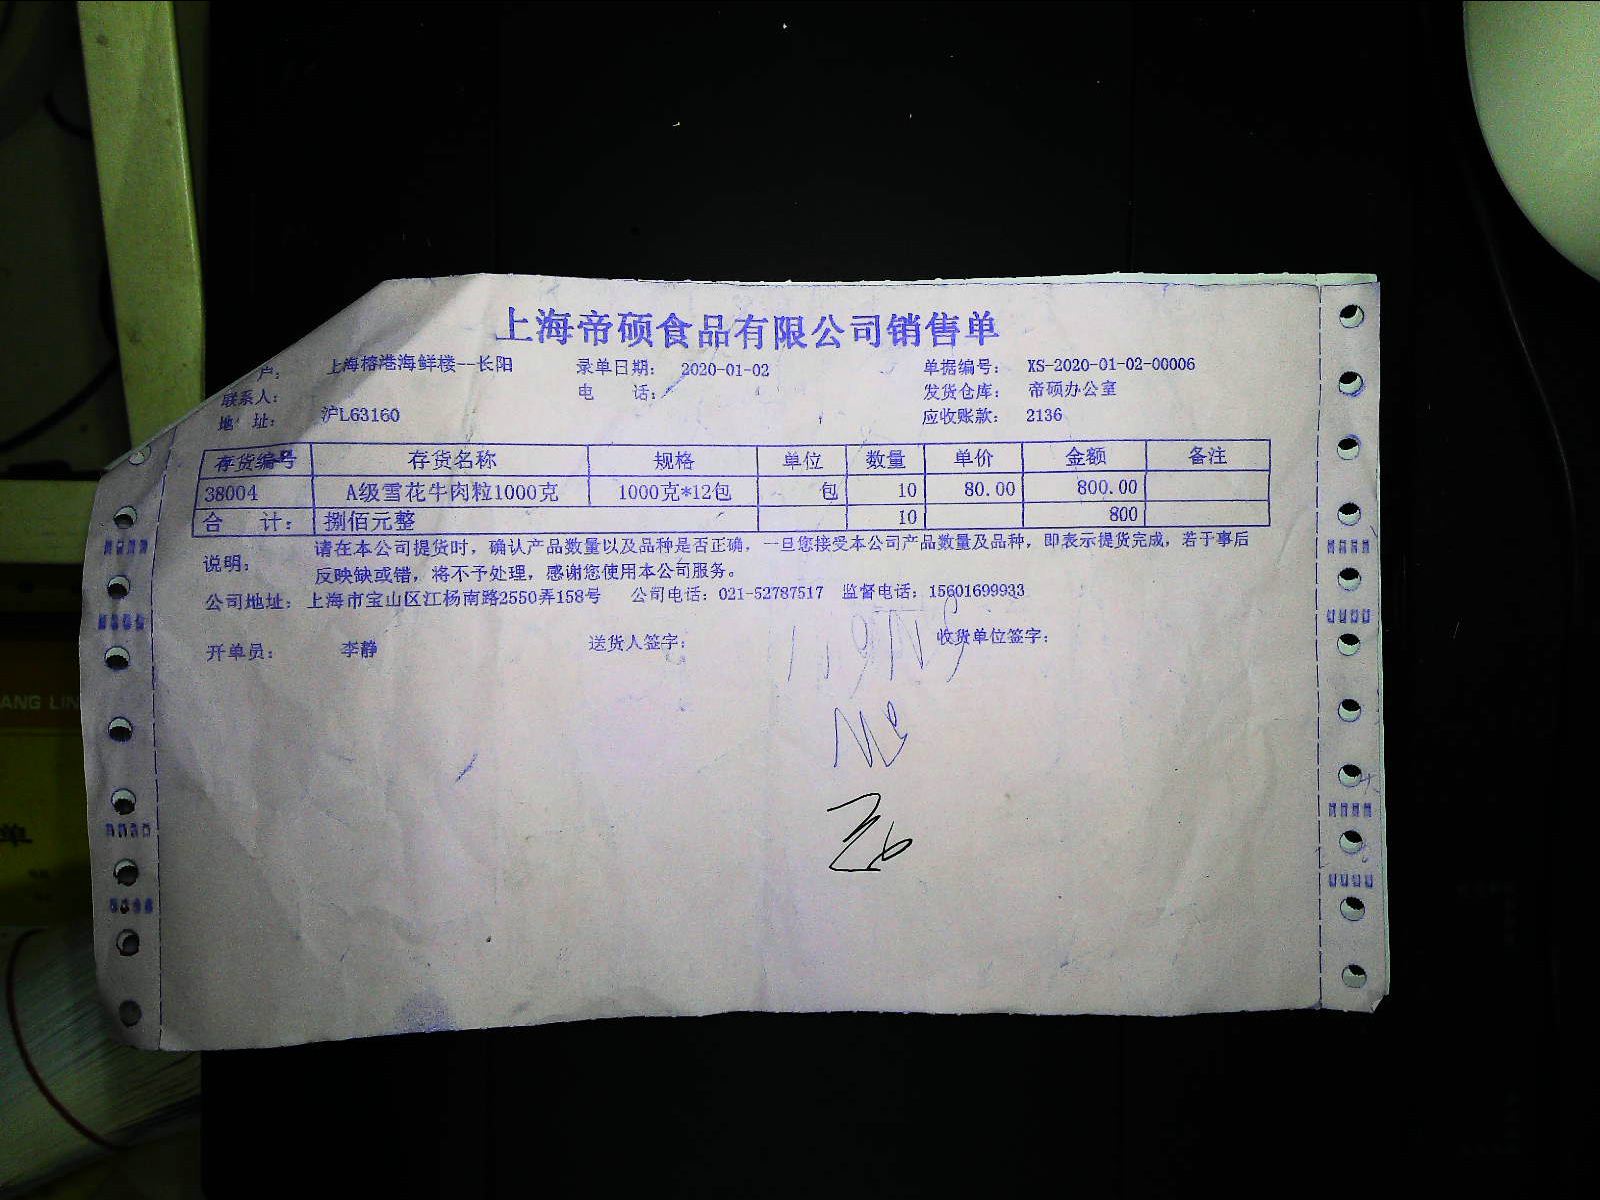 上海帝硕食品有限公司销售单
户： 上海榕港海鲜楼--长阳 录单日期： 2020-01-02 单据编号： XS-2020-01-02-00006
联系人： 电 话： 发货仓库： 帝硕办公室
地 址： 沪L63160 应收账款： 2136
存货编号 存货名称 规格 单位 数量 单价 金额 备注
38004 A级雪花牛肉粒1000克 1000克*12包 包 10 80.00 800.00
合 计： 捌佰元整 10 800
说明： 请在本公司提货时，确认产品数量以及品种是否正确，一旦您接受本公司产品数量及品种，即表示提货完成，若于事后
反映缺或错，将不予处理，感谢您使用本公司服务。
公司地址：上海市宝山区江杨南路2550弄158号 公司电话：021-52787517 监督电话：15601699933
开单员： 李静 送货人签字： 收货单位签字：
ANG LIN
单